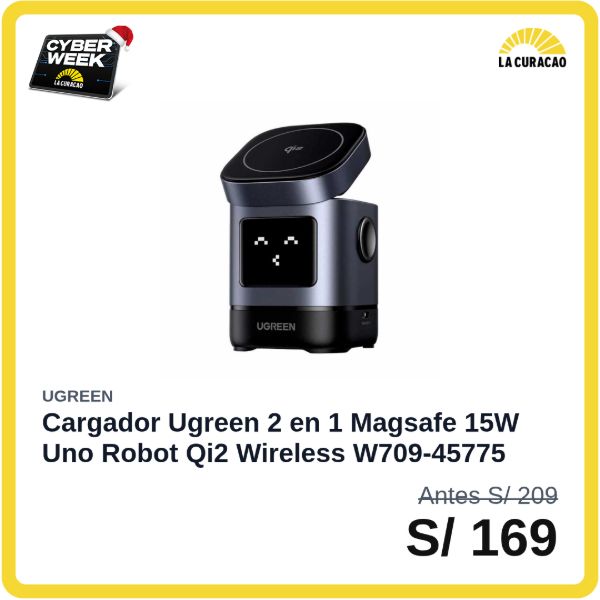 CYBER
WEEK
LA CURACAO
LA CURACAO
Qi2
UGREEN
UGREEN
Cargador Ugreen 2 en 1 Magsafe 15W
Uno Robot Qi2 Wireless W709-45775
Antes S/ 209
S/ 169